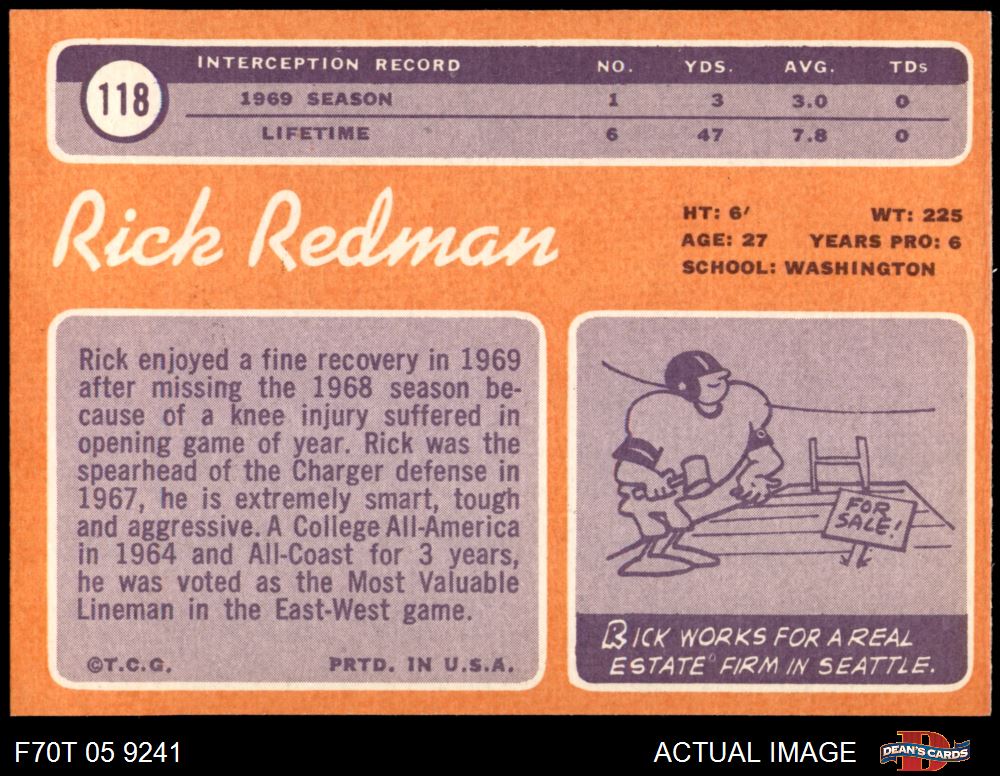 118
INTERCEPTION RECORD NO. YDS. AVG. TDs
1969 SEASON 1 3 3.0 0
LIFETIME 6 47 7.8 0
Rick Redman
HT: 6' WT: 225
AGE: 27 YEARS PRO: 6
SCHOOL: WASHINGTON
Rick enjoyed a fine recovery in 1969
after missing the 1968 season be-
cause of a knee injury suffered in
opening game of year. Rick was the
spearhead of the Charger defense in
1967, he is extremely smart, tough
and aggressive. A College All-America
in 1964 and All-Coast for 3 years,
he was voted as the Most Valuable
Lineman in the East-West game.
©T.C.G. PRTD. IN U.S.A.
FOR
SALE!
RICK WORKS FOR A REAL
ESTATE FIRM IN SEATTLE.
F70T 05 9241 ACTUAL IMAGE D DEAN'S CARDS